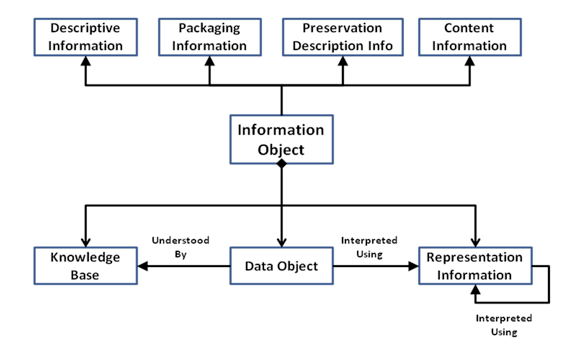 Descriptive
Information
Packaging
Information
Preservation
Description Info
Content
Information
Information
Object
Understood
By
Interpreted
Using
Knowledge
Base
Data Object
Representation
Information
Interpreted
Using